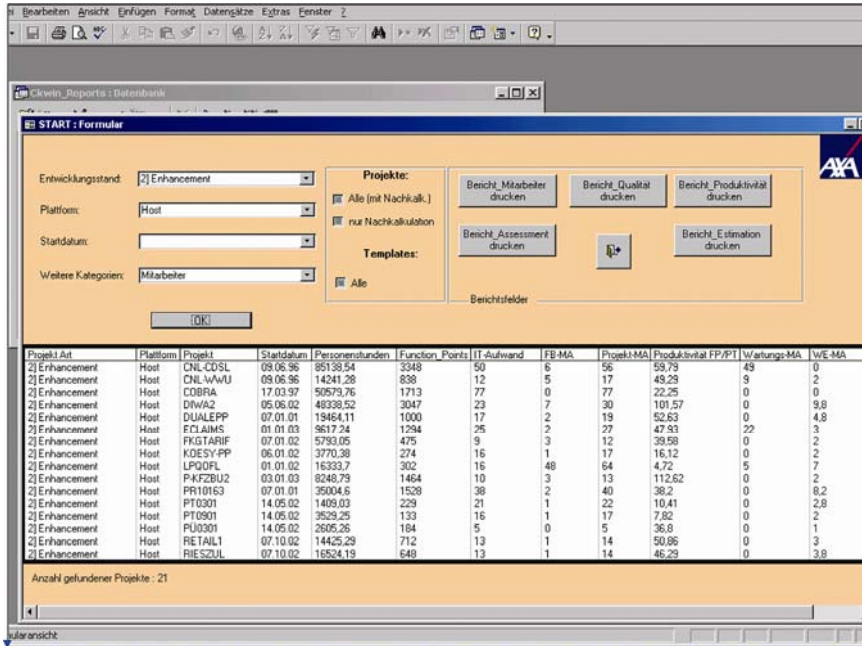 Bearbeiten Ansicht Einfügen Format Datensätze Extras Fenster ?
Ckwin_Reports : Datenbank
START : Formular
AXA
Entwicklungsstand: 2] Enhancement
Plattform: Host
Startdatum:
Weitere Kategorien: Mitarbeiter
OK
Projekte:
Alle (mit Nachkalk.)
nur Nachkalkulation
Templates:
Alle
Bericht_Mitarbeiter drucken
Bericht_Qualität drucken
Bericht_Produktivität drucken
Bericht_Assessment drucken
Bericht_Estimation drucken
Berichtsfelder
Projekt Art Plattform Projekt Startdatum Personenstunden Function_Points IT-Aufwand FB-MA Projekt-MA Produktivität FP/PT Wartungs-MA WE-MA
2] Enhancement Host CNL-CDSL 09.06.96 85138,54 3348 50 6 56 59,79 49 0
2] Enhancement Host CNL-WWU 09.06.96 14241,28 838 12 5 17 49,29 9 2
2] Enhancement Host COBRA 17.03.97 50579,76 1713 77 0 77 22,25 0 0
2] Enhancement Host DIWA2 05.06.02 48338,52 3047 23 7 30 101,57 0 9,8
2] Enhancement Host DUALEPP 07.01.01 19464,11 1000 17 2 19 52,63 0 4,8
2] Enhancement Host ECLAIMS 01.01.03 9617,24 1294 25 2 27 47,93 22 3
2] Enhancement Host FKGTARIF 07.01.02 5793,05 475 9 3 12 39,58 0 2
2] Enhancement Host KOESY-PP 06.01.02 3770,38 274 16 1 17 16,12 0 2
2] Enhancement Host LPQOFL 01.01.02 16333,7 302 16 48 64 4,72 5 7
2] Enhancement Host P-KFZBU2 03.01.03 8248,79 1464 10 3 13 112,62 0 2
2] Enhancement Host PR10163 07.01.01 35004,6 1528 38 2 40 38,2 0 8,2
2] Enhancement Host PT0301 14.05.02 1409,03 229 21 1 22 10,41 0 2,8
2] Enhancement Host PT0901 14.05.02 3529,25 133 16 1 17 7,82 0 2
2] Enhancement Host PÜ0301 14.05.02 2605,26 184 5 0 5 36,8 0 1
2] Enhancement Host RETAIL1 07.10.02 14425,29 712 13 1 14 50,86 0 3
2] Enhancement Host RIESZUL 07.10.02 16524,19 648 13 1 14 46,29 0 3,8
Anzahl gefundener Projekte : 21
ularansicht